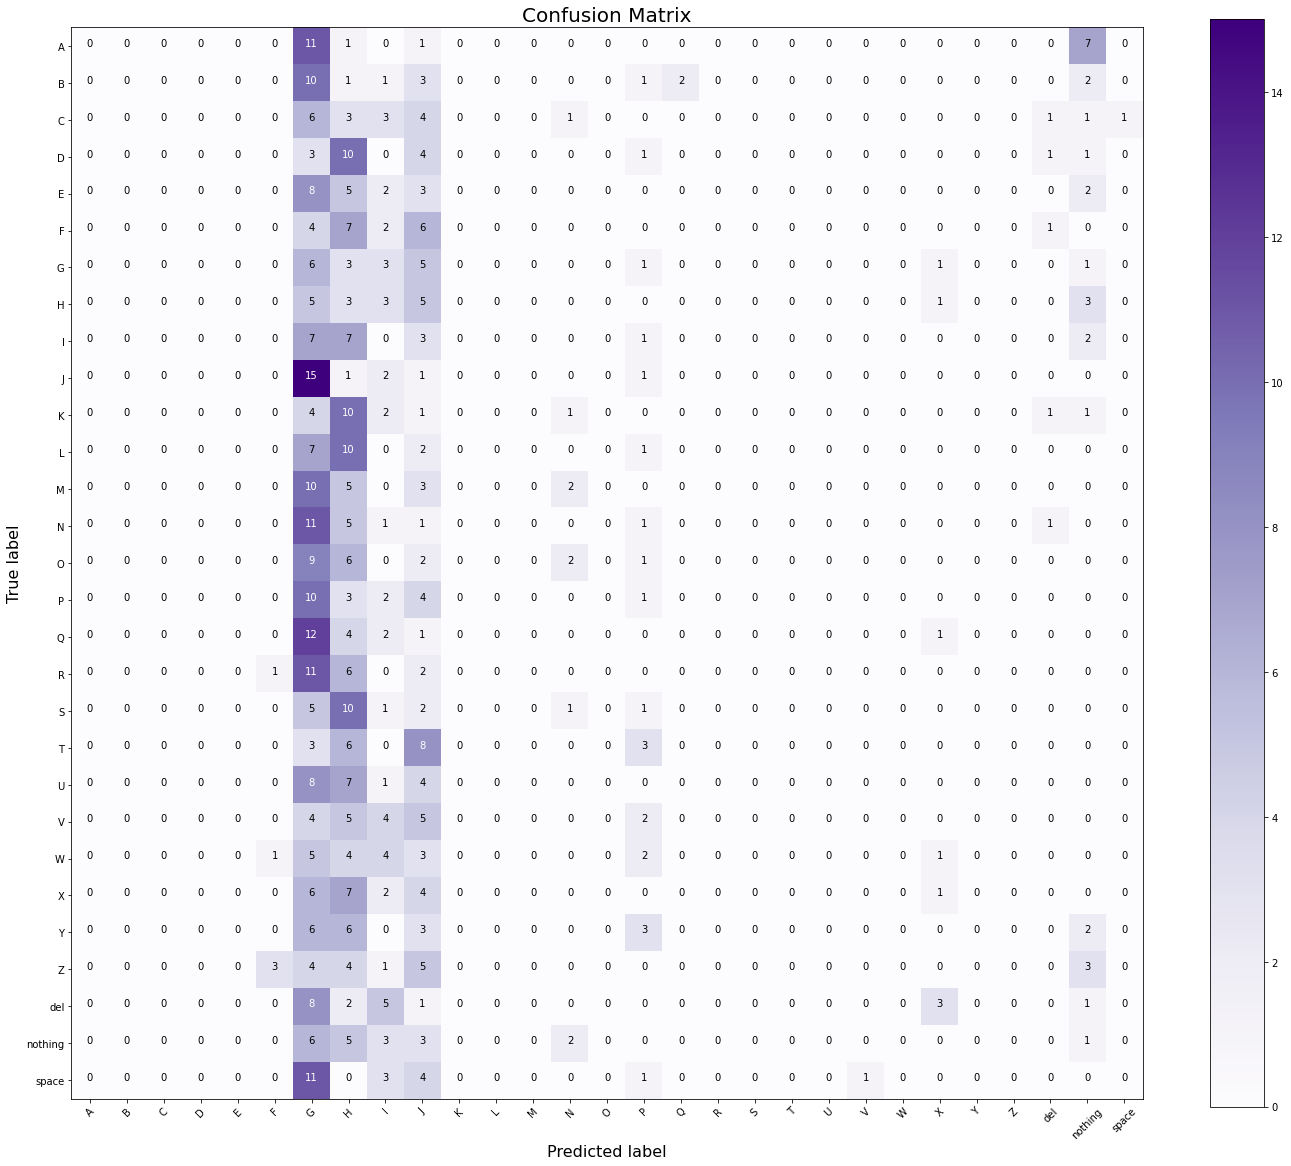 Confusion Matrix
A 0 0 0 0 0 0 11 1 0 1 0 0 0 0 0 0 0 0 0 0 0 0 0 0 0 0 0 7 0
B 0 0 0 0 0 0 10 1 1 3 0 0 0 0 0 1 2 0 0 0 0 0 0 0 0 0 0 2 0
C 0 0 0 0 0 0 6 3 3 4 0 0 0 1 0 0 0 0 0 0 0 0 0 0 0 0 1 1 1
D 0 0 0 0 0 0 3 10 0 4 0 0 0 0 0 1 0 0 0 0 0 0 0 0 0 0 1 1 0
E 0 0 0 0 0 0 8 5 2 3 0 0 0 0 0 0 0 0 0 0 0 0 0 0 0 0 0 2 0
F 0 0 0 0 0 0 4 7 2 6 0 0 0 0 0 0 0 0 0 0 0 0 0 0 0 0 1 0 0
G 0 0 0 0 0 0 6 3 3 5 0 0 0 0 0 1 0 0 0 0 0 0 0 1 0 0 0 1 0
H 0 0 0 0 0 0 5 3 3 5 0 0 0 0 0 0 0 0 0 0 0 0 0 1 0 0 0 3 0
I 0 0 0 0 0 0 7 7 0 3 0 0 0 0 0 1 0 0 0 0 0 0 0 0 0 0 0 2 0
J 0 0 0 0 0 0 15 1 2 1 0 0 0 0 0 1 0 0 0 0 0 0 0 0 0 0 0 0 0
K 0 0 0 0 0 0 4 10 2 1 0 0 0 1 0 0 0 0 0 0 0 0 0 0 0 0 1 1 0
L 0 0 0 0 0 0 7 10 0 2 0 0 0 0 0 1 0 0 0 0 0 0 0 0 0 0 0 0 0
M 0 0 0 0 0 0 10 5 0 3 0 0 0 2 0 0 0 0 0 0 0 0 0 0 0 0 0 0 0
N 0 0 0 0 0 0 11 5 1 1 0 0 0 0 0 1 0 0 0 0 0 0 0 0 0 0 1 0 0
O 0 0 0 0 0 0 9 6 0 2 0 0 0 2 0 1 0 0 0 0 0 0 0 0 0 0 0 0 0
P 0 0 0 0 0 0 10 3 2 4 0 0 0 0 0 1 0 0 0 0 0 0 0 0 0 0 0 0 0
Q 0 0 0 0 0 0 12 4 2 1 0 0 0 0 0 0 0 0 0 0 0 0 0 1 0 0 0 0 0
R 0 0 0 0 0 1 11 6 0 2 0 0 0 0 0 0 0 0 0 0 0 0 0 0 0 0 0 0 0
S 0 0 0 0 0 0 5 10 1 2 0 0 0 1 0 1 0 0 0 0 0 0 0 0 0 0 0 0 0
T 0 0 0 0 0 0 3 6 0 8 0 0 0 0 0 3 0 0 0 0 0 0 0 0 0 0 0 0 0
U 0 0 0 0 0 0 8 7 1 4 0 0 0 0 0 0 0 0 0 0 0 0 0 0 0 0 0 0 0
V 0 0 0 0 0 0 4 5 4 5 0 0 0 0 0 2 0 0 0 0 0 0 0 0 0 0 0 0 0
W 0 0 0 0 0 1 5 4 4 3 0 0 0 0 0 2 0 0 0 0 0 0 0 1 0 0 0 0 0
X 0 0 0 0 0 0 6 7 2 4 0 0 0 0 0 0 0 0 0 0 0 0 0 1 0 0 0 0 0
Y 0 0 0 0 0 0 6 6 0 3 0 0 0 0 0 3 0 0 0 0 0 0 0 0 0 0 0 2 0
Z 0 0 0 0 0 3 4 4 1 5 0 0 0 0 0 0 0 0 0 0 0 0 0 0 0 0 0 3 0
del 0 0 0 0 0 0 8 2 5 1 0 0 0 0 0 0 0 0 0 0 0 0 0 3 0 0 0 1 0
nothing 0 0 0 0 0 0 6 5 3 3 0 0 0 2 0 0 0 0 0 0 0 0 0 0 0 0 0 1 0
space 0 0 0 0 0 0 11 0 3 4 0 0 0 0 0 1 0 0 0 0 0 1 0 0 0 0 0 0 0
A B C D E F G H I J K L M N O P Q R S T U V W X Y Z del nothing space
Predicted label
True label
14
12
10
8
6
4
2
0